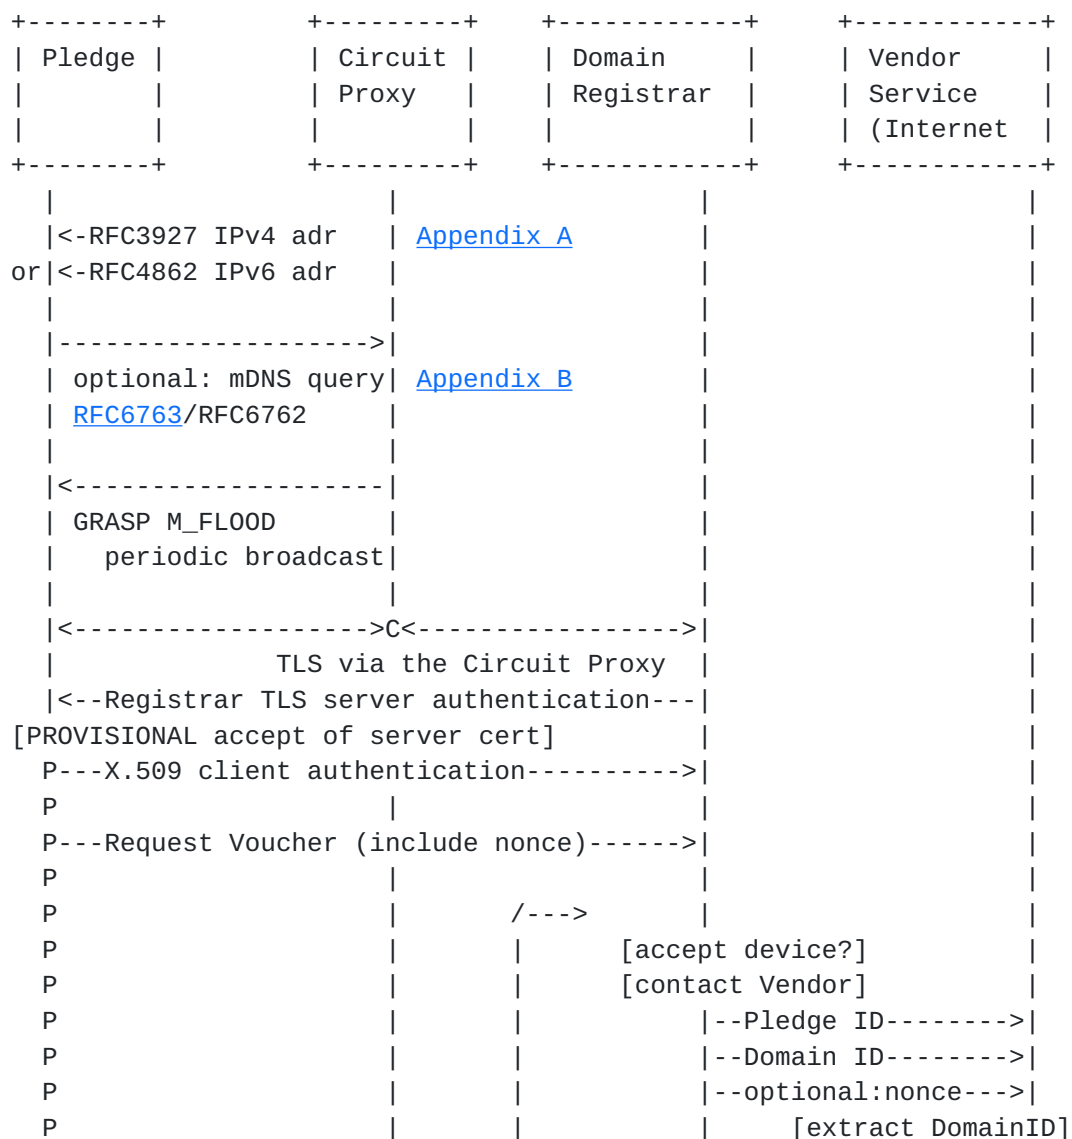 +--------+         +---------+    +------------+     +------------+
| Pledge |         | Circuit |    | Domain     |     | Vendor     |
|        |         | Proxy   |    | Registrar  |     | Service    |
|        |         |         |    |            |     | (Internet  |
+--------+         +---------+    +------------+     +------------+
  |                     |                   |                    |
  |<-RFC3927 IPv4 adr   | Appendix A        |                    |
or|<-RFC4862 IPv6 adr   |                   |                    |
  |                     |                   |                    |
  |-------------------->|                   |                    |
  | optional: mDNS query| Appendix B        |                    |
  | RFC6763/RFC6762     |                   |                    |
  |                     |                   |                    |
  |<--------------------|                   |                    |
  | GRASP M_FLOOD       |                   |                    |
  |   periodic broadcast|                   |                    |
  |                     |                   |                    |
  |<------------------->C<----------------->|                    |
  |              TLS via the Circuit Proxy  |                    |
  |<--Registrar TLS server authentication---|                    |
[PROVISIONAL accept of server cert]         |                    |
  P---X.509 client authentication---------->|                    |
  P                     |                   |                    |
  P---Request Voucher (include nonce)------>|                    |
  P                     |                   |                    |
  P                     |       /--->       |                    |
  P                     |       |      [accept device?]          |
  P                     |       |      [contact Vendor]          |
  P                     |       |           |--Pledge ID-------->|
  P                     |       |           |--Domain ID-------->|
  P                     |       |           |--optional:nonce--->|
  P                     |       |           |     [extract DomainID]